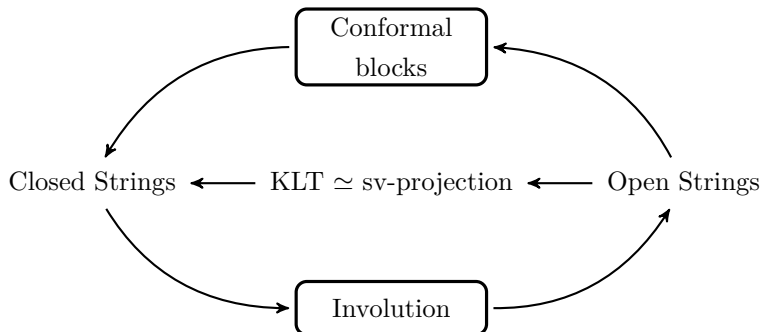 Conformal
blocks
Closed Strings
KLT ≃ sv-projection
Open Strings
Involution